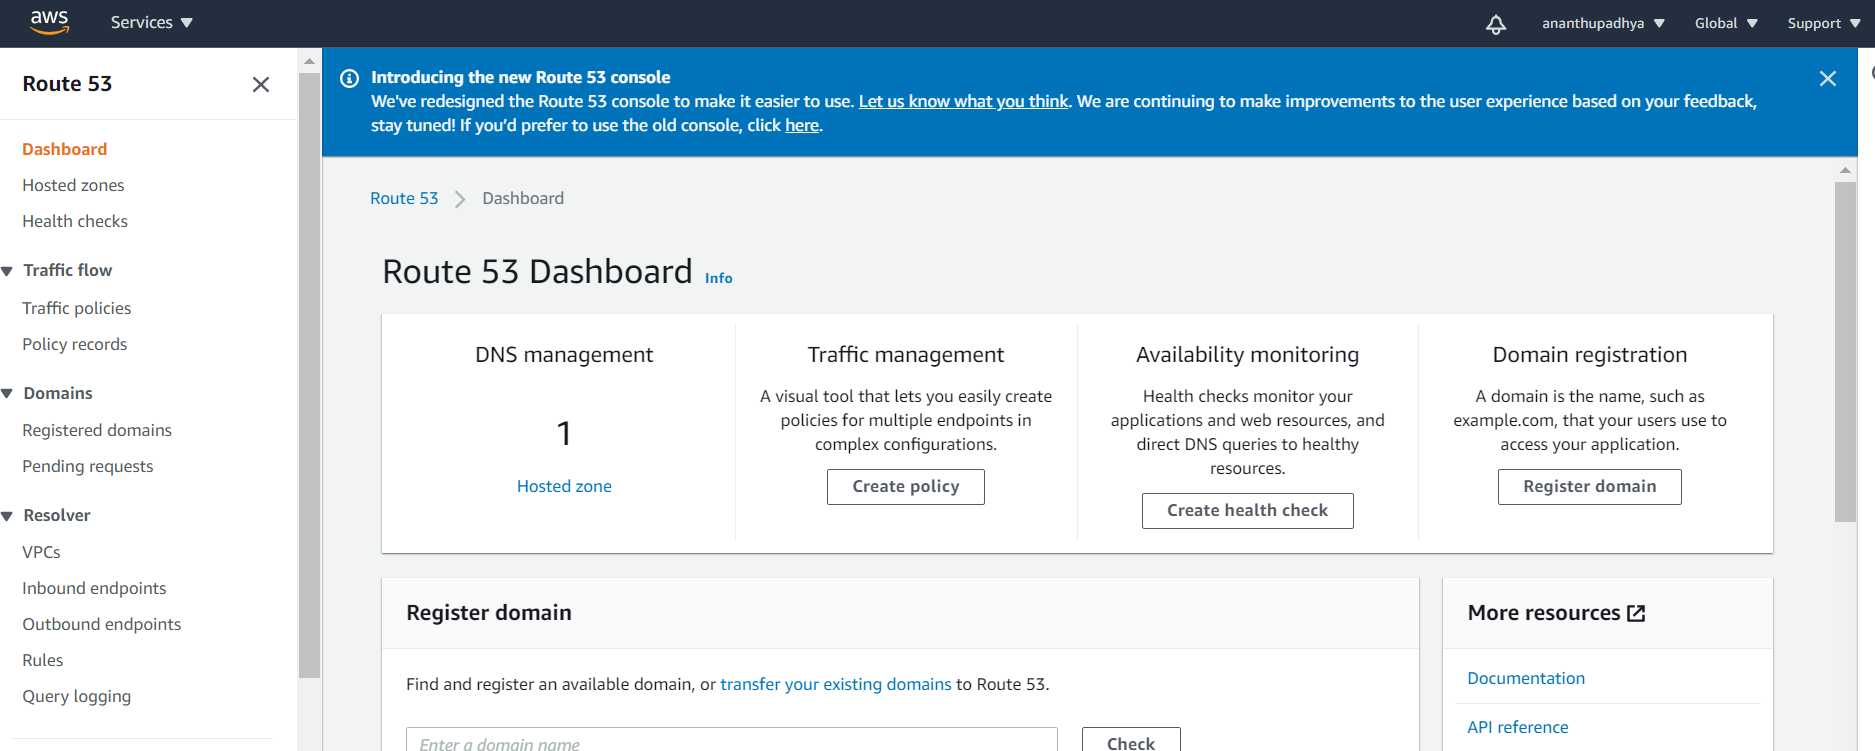 aws
Services
ananthupadhya
Global
Support
Route 53
Dashboard
Hosted zones
Health checks
Traffic flow
Traffic policies
Policy records
Domains
Registered domains
Pending requests
Resolver
VPCs
Inbound endpoints
Outbound endpoints
Rules
Query logging
Introducing the new Route 53 console
We've redesigned the Route 53 console to make it easier to use. Let us know what you think. We are continuing to make improvements to the user experience based on your feedback,
stay tuned! If you’d prefer to use the old console, click here.
Route 53
Dashboard
Route 53 Dashboard Info
DNS management
1
Hosted zone
Traffic management
A visual tool that lets you easily create
policies for multiple endpoints in
complex configurations.
Create policy
Availability monitoring
Health checks monitor your
applications and web resources, and
direct DNS queries to healthy
resources.
Create health check
Domain registration
A domain is the name, such as
example.com, that your users use to
access your application.
Register domain
Register domain
Find and register an available domain, or transfer your existing domains to Route 53.
Enter a domain name
Check
More resources
Documentation
API reference